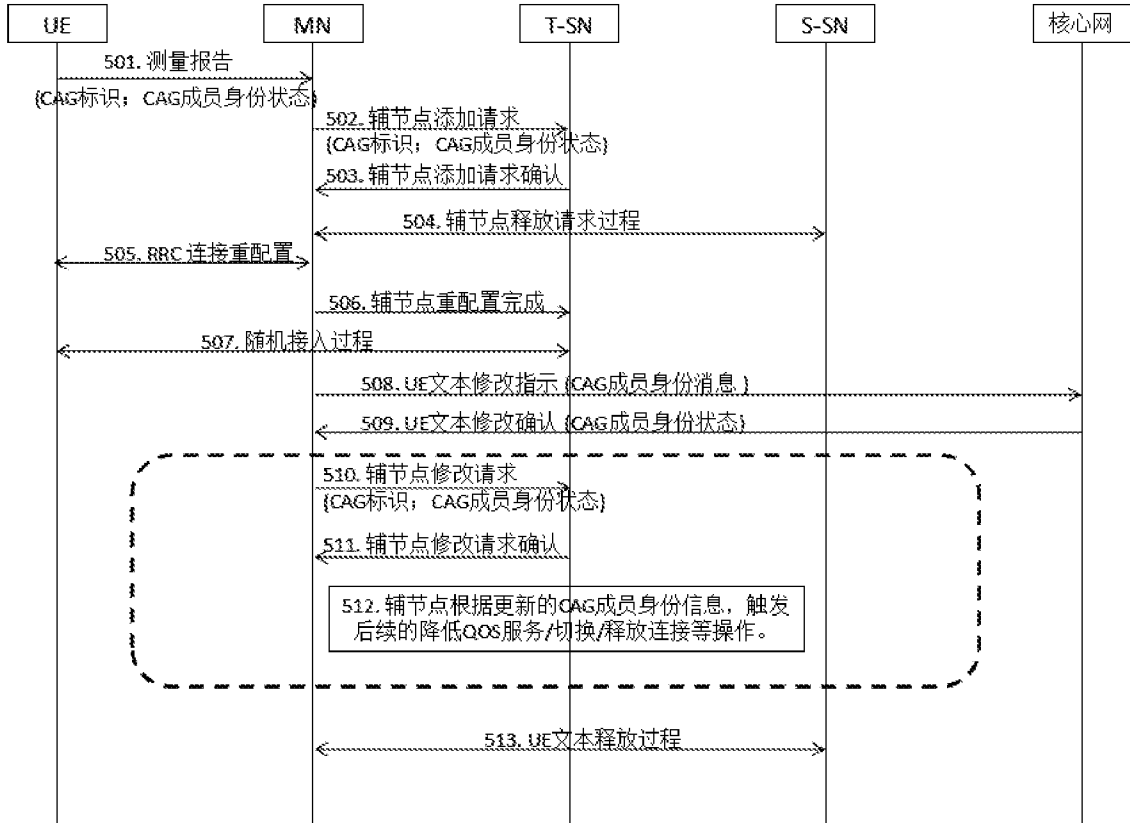 UE
MN
T-SN
S-SN
核心网
501. 测量报告
{CAG标识；CAG成员身份状态}
502. 辅节点添加请求
{CAG标识；CAG成员身份状态}
503. 辅节点添加请求确认
504. 辅节点释放请求过程
505. RRC 连接重配置
506. 辅节点重配置完成
507. 随机接入过程
508. UE文本修改指示 {CAG成员身份消息 }
509. UE文本修改确认 {CAG成员身份状态}
510. 辅节点修改请求
{CAG标识；CAG成员身份状态}
511. 辅节点修改请求确认
512. 辅节点根据更新的CAG成员身份信息，触发
后续的降低QOS服务/切换/释放连接等操作。
513. UE文本释放过程